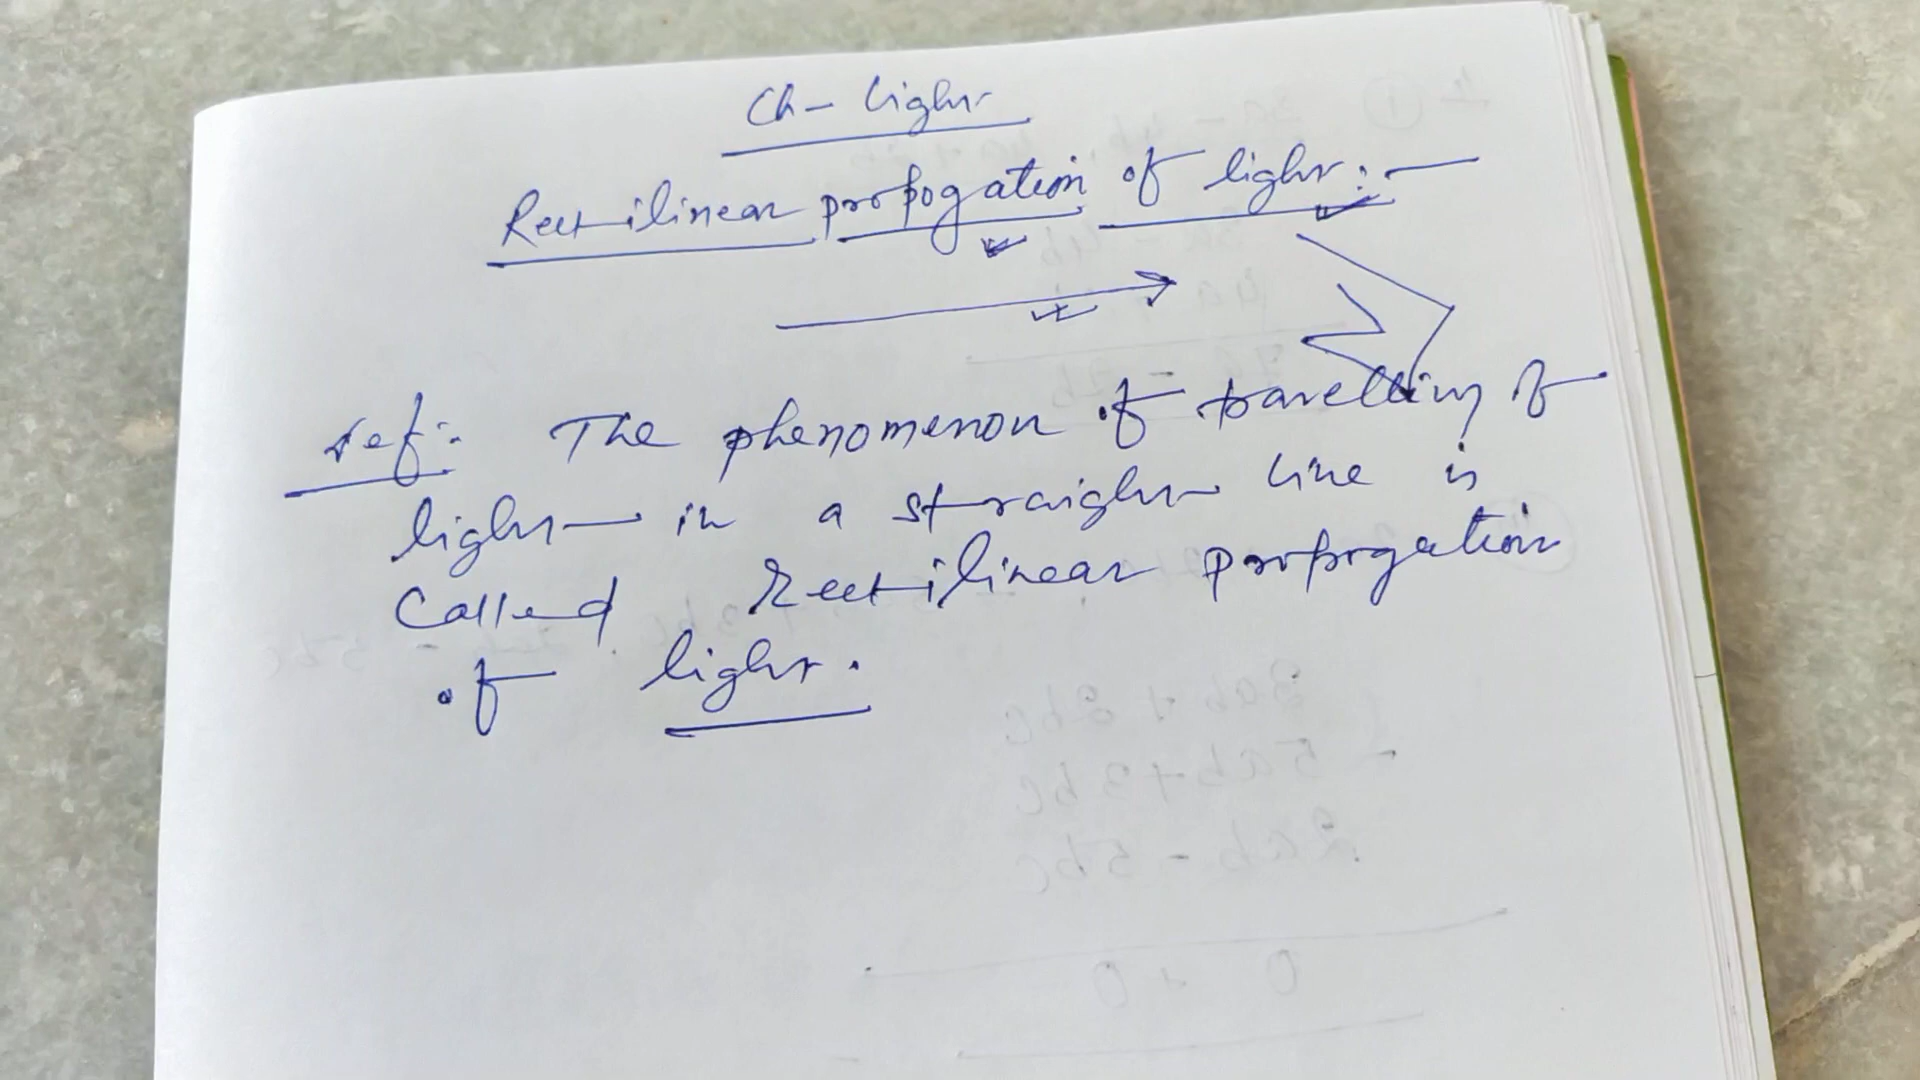 Ch - Light
Rectilinear propogation of light : —
def :- The phenomenon of travelling of
light in a straight line is
Called Rectilinear propogation
of light .